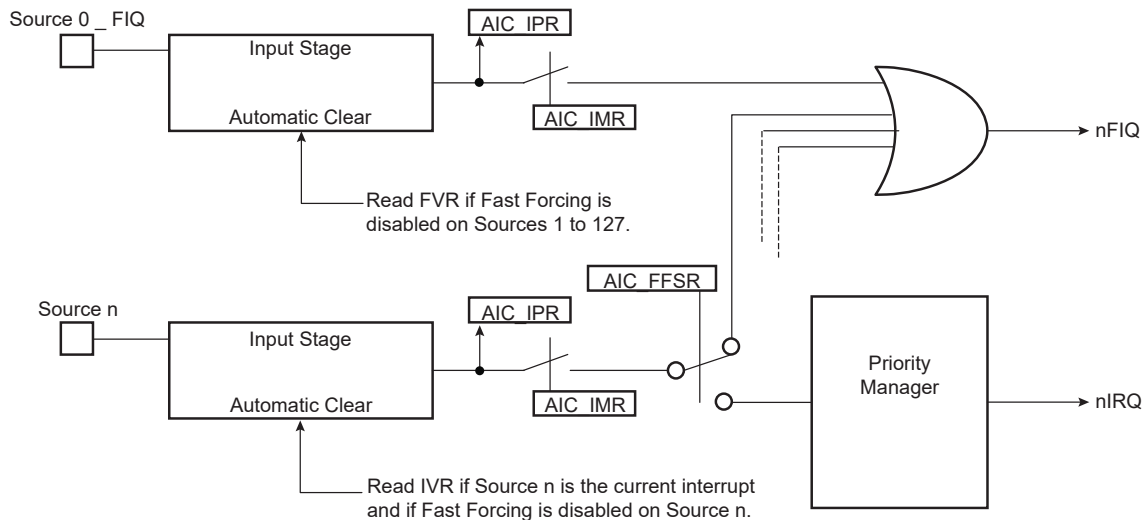 Source 0 _ FIQ
AIC_IPR
Input Stage
Automatic Clear
AIC_IMR
nFIQ
Read FVR if Fast Forcing is
disabled on Sources 1 to 127.
AIC_FFSR
Source n
AIC_IPR
Input Stage
Priority
Manager
Automatic Clear
AIC_IMR
nIRQ
Read IVR if Source n is the current interrupt
and if Fast Forcing is disabled on Source n.